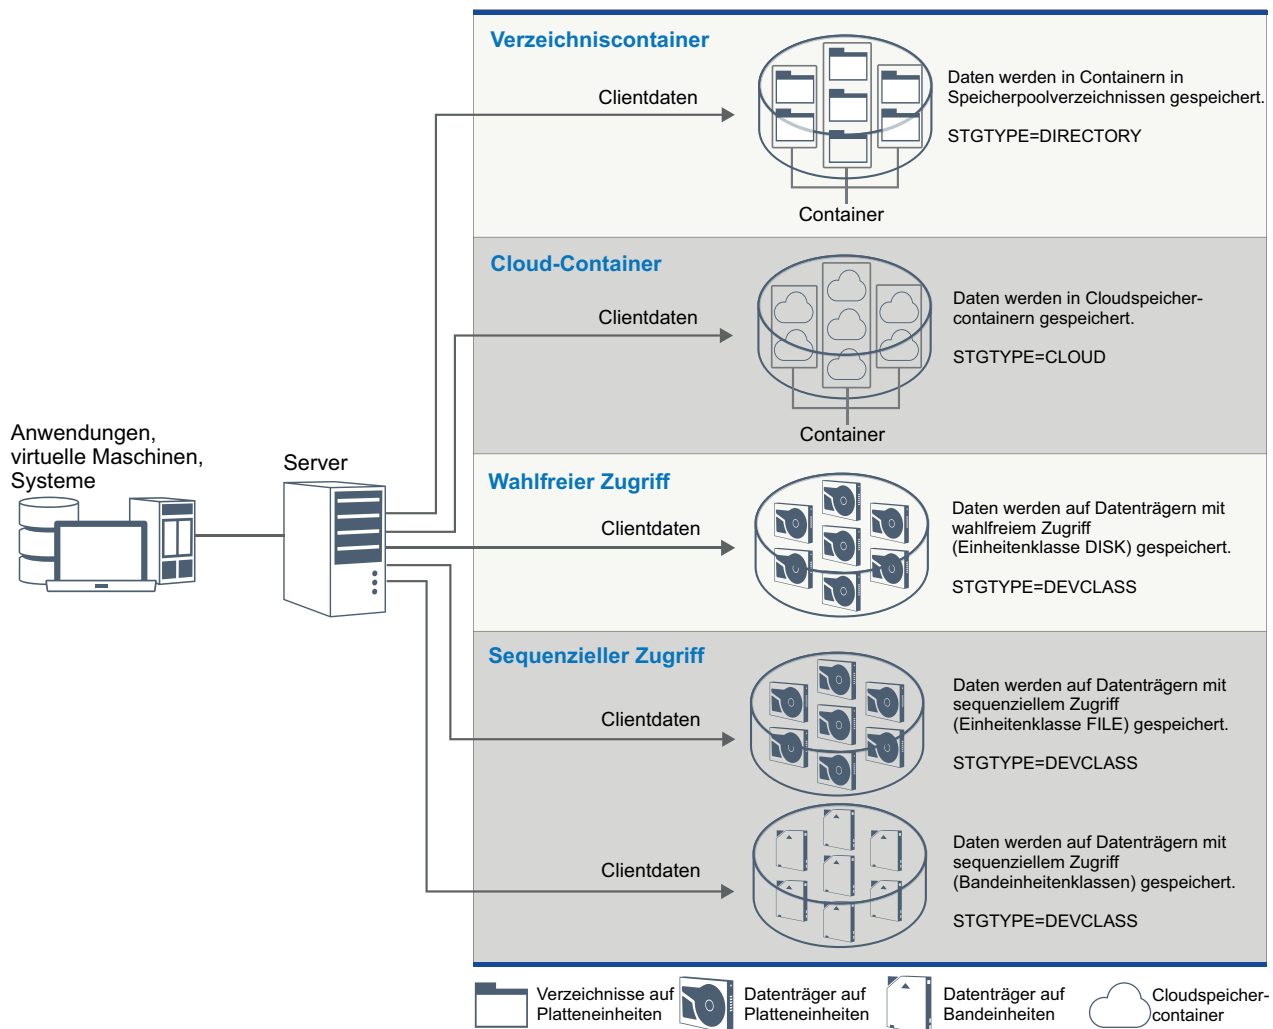 Verzeichniscontainer
Clientdaten
Daten werden in Containern in
Speicherpoolverzeichnissen gespeichert.
STGTYPE=DIRECTORY
Container
Cloud-Container
Clientdaten
Daten werden in Cloudspeicher-
containern gespeichert.
STGTYPE=CLOUD
Container
Anwendungen,
virtuelle Maschinen,
Systeme
Server
Wahlfreier Zugriff
Clientdaten
Daten werden auf Datenträgern mit
wahlfreiem Zugriff
(Einheitenklasse DISK) gespeichert.
STGTYPE=DEVCLASS
Sequenzieller Zugriff
Clientdaten
Daten werden auf Datenträgern mit
sequenziellem Zugriff
(Einheitenklasse FILE) gespeichert.
STGTYPE=DEVCLASS
Clientdaten
Daten werden auf Datenträgern mit
sequenziellem Zugriff
(Bandeinheitenklassen) gespeichert.
STGTYPE=DEVCLASS
Verzeichnisse auf
Platteneinheiten
Datenträger auf
Platteneinheiten
Datenträger auf
Bandeinheiten
Cloudspeicher-
container